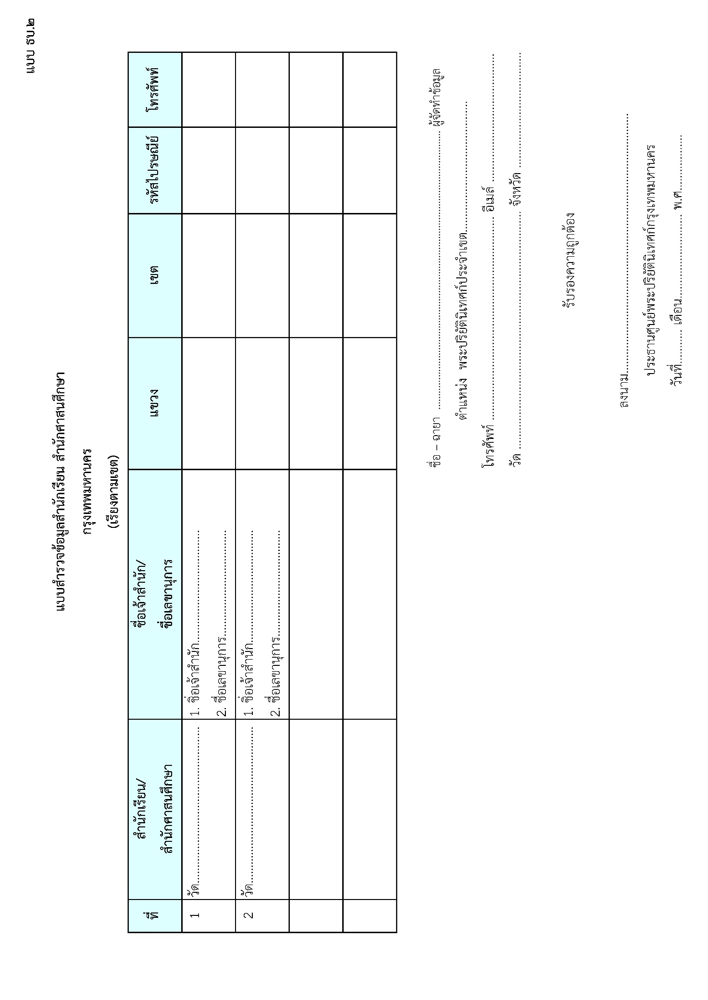 แบบ ธบ.๒
แบบสำรวจข้อมูลสำนักเรียน สำนักศาสนศึกษา
กรุงเทพมหานคร
(เรียงตามเขต)
ที่ สำนักเรียน/ ชื่อเจ้าสำนัก/ แขวง เขต รหัสไปรษณีย์ โทรศัพท์
สำนักศาสนศึกษา ชื่อเลขานุการ
1 วัด........................................................ 1. ชื่อเจ้าสำนัก........................................
2. ชื่อเลขานุการ......................................
2 วัด........................................................ 1. ชื่อเจ้าสำนัก........................................
2. ชื่อเลขานุการ......................................
ชื่อ – ฉายา ........................................................................................ ผู้จัดทำข้อมูล
ตำแหน่ง พระปริยัตินิเทศก์ประจำเขต...........................................
โทรศัพท์ .................................................................. อีเมล์ .........................................
วัด ............................................................................. จังหวัด .....................................
รับรองความถูกต้อง
ลงนาม....................................................................................
ประธานศูนย์พระปริยัตินิเทศก์กรุงเทพมหานคร
วันที่........... เดือน........................... พ.ศ..................